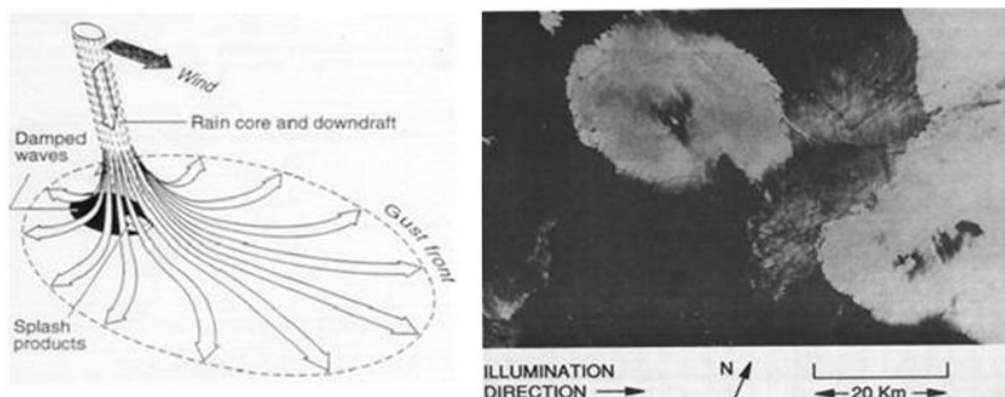 Wind
Rain core and downdraft
Damped
waves
Gust front
Splash
products
ILLUMINATION
DIRECTION
N
20 Km